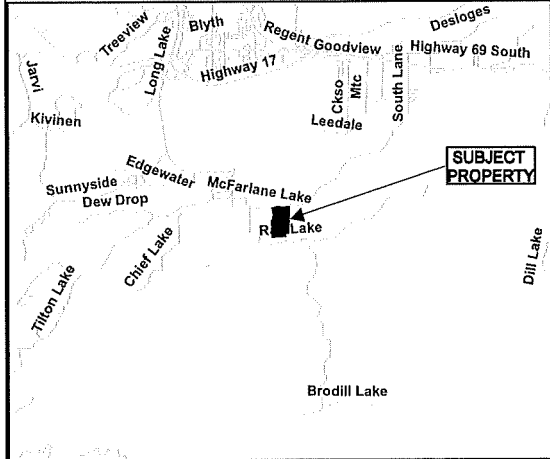 Treeview
Blyth
Long Lake
Regent
Goodview
Desloges
Highway 69 South
Highway 17
Jarvi
Ckso
Mtc
South Lane
Kivinen
Leedale
SUBJECT
PROPERTY
Edgewater
McFarlane Lake
Sunnyside
Dew Drop
Lake
Chief Lake
Dill Lake
Tilton Lake
Brodill Lake